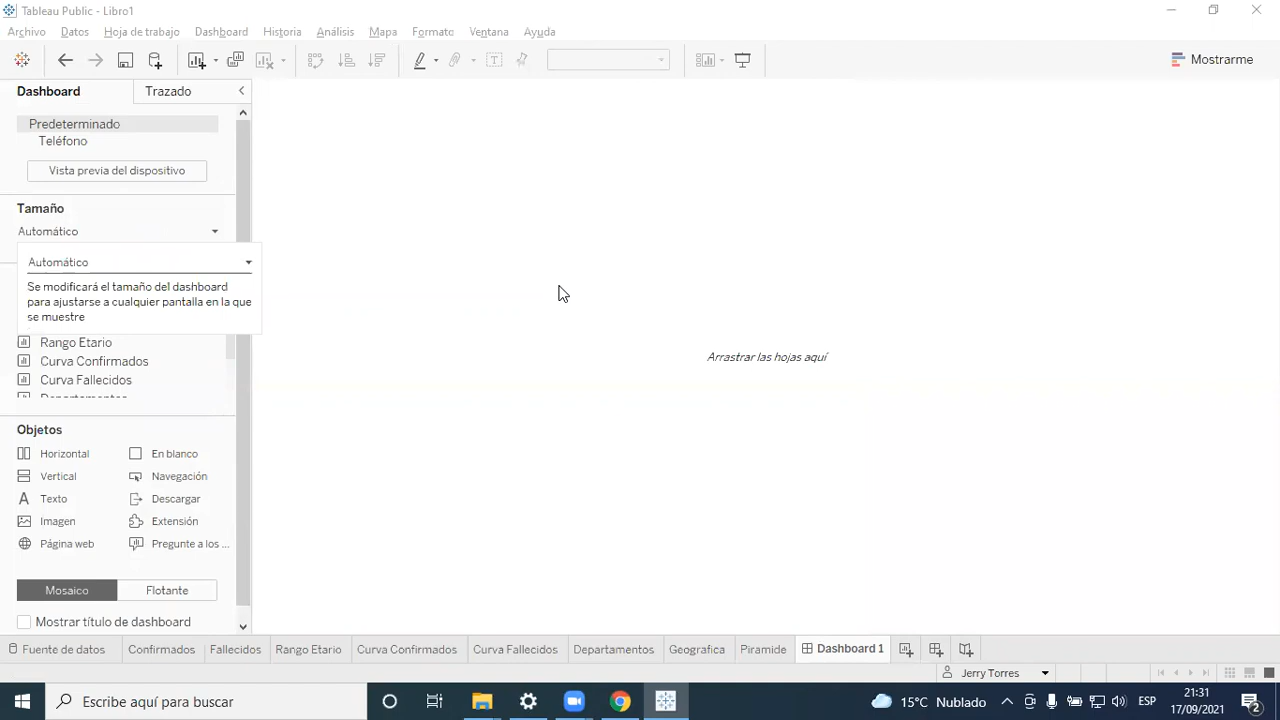 Tableau Public - Libro1
Archivo Datos Hoja de trabajo Dashboard Historia Análisis Mapa Formato Ventana Ayuda
Mostrarme
Dashboard Trazado
Predeterminado
Teléfono
Vista previa del dispositivo
Tamaño
Automático
Automático
Se modificará el tamaño del dashboard
para ajustarse a cualquier pantalla en la que
se muestre
Rango Etario
Curva Confirmados
Curva Fallecidos
Departamentos
Arrastrar las hojas aquí
Objetos
Horizontal En blanco
Vertical Navegación
Texto Descargar
Imagen Extensión
Página web Pregunte a los ...
Mosaico Flotante
Mostrar título de dashboard
Fuente de datos Confirmados Fallecidos Rango Etario Curva Confirmados Curva Fallecidos Departamentos Geografica Piramide Dashboard 1
Jerry Torres
Escribe aquí para buscar
15°C Nublado
ESP
21:31
17/09/2021
2